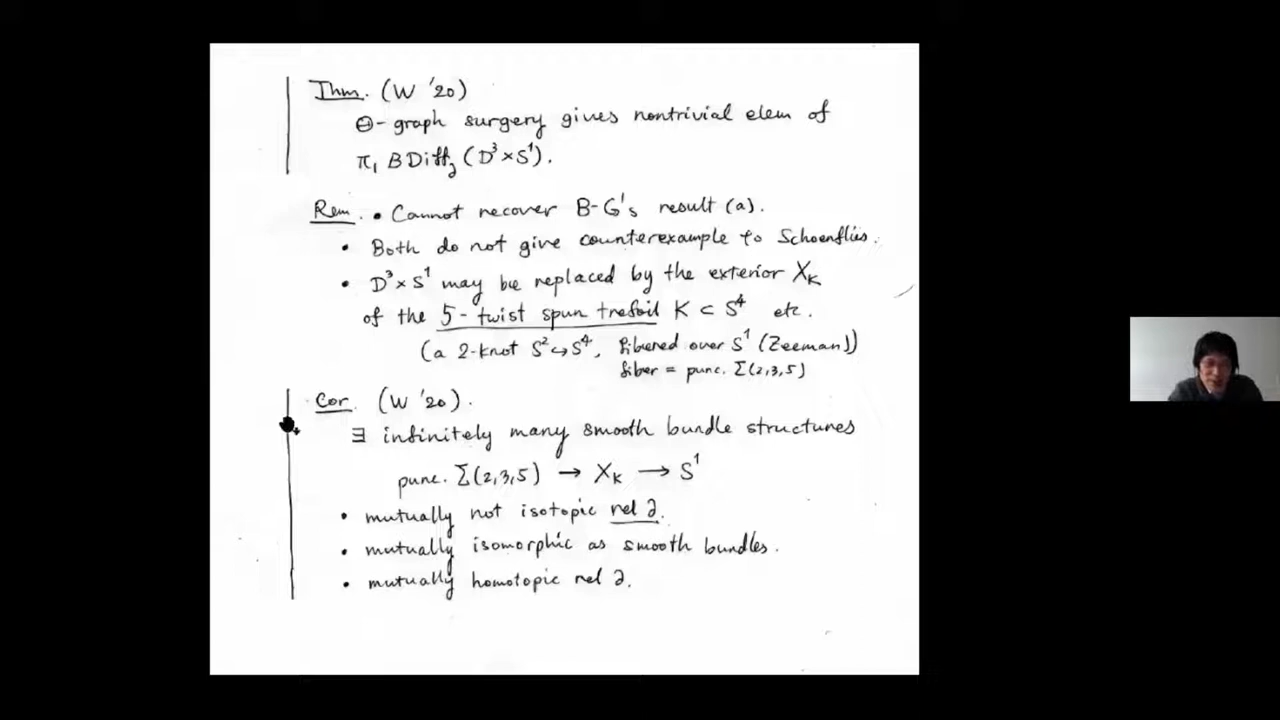 Thm. (W '20)
Θ-graph surgery gives nontrivial elem of
π₁ BDiff∂ (D³×S¹).
Rem. • Cannot recover B-G's result (a).
• Both do not give counterexample to Schoenflies.
• D³×S¹ may be replaced by the exterior X_K
of the 5-twist spun trefoil K ⊂ S⁴ etc.
(a 2-knot S² ↪ S⁴, fibered over S¹ (Zeeman))
fiber = punc. Σ(2,3,5)
Cor. (W '20).
∃ infinitely many smooth bundle structures
punc. Σ(2,3,5) → X_K → S¹
• mutually not isotopic rel ∂.
• mutually isomorphic as smooth bundles.
• mutually homotopic rel ∂.